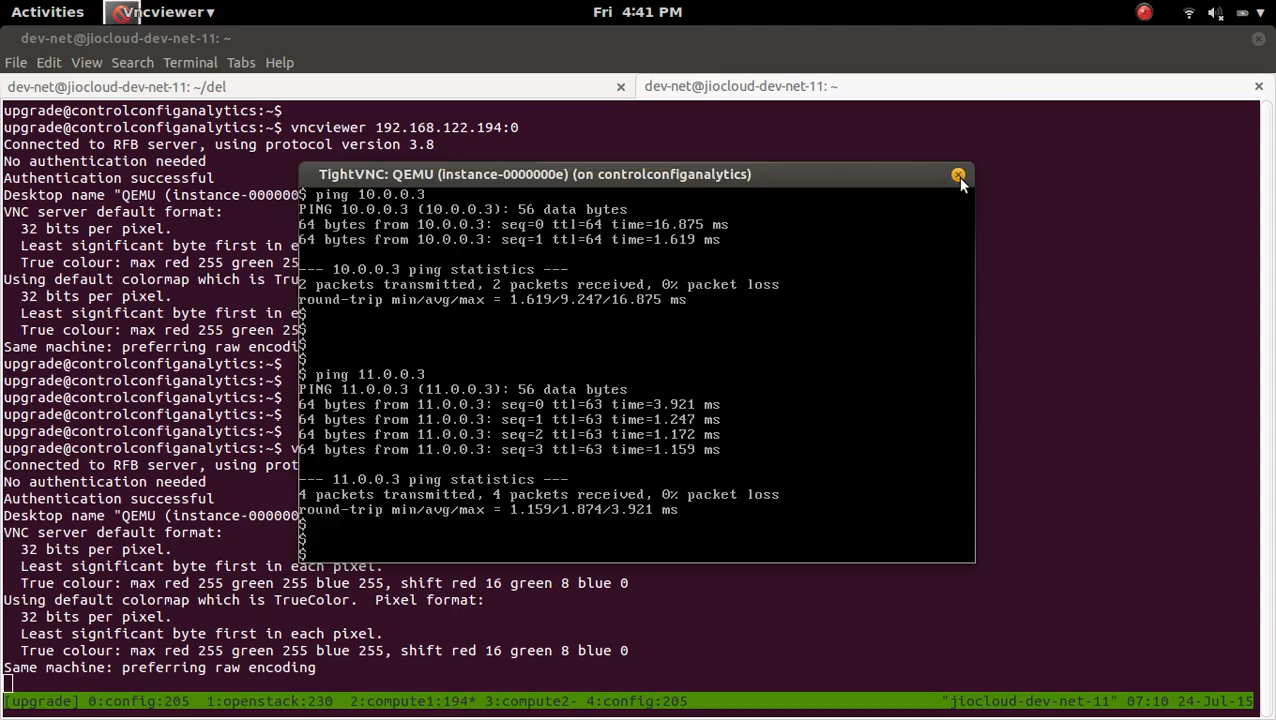 Activities Vncviewer ▾ Fri 4:41 PM
dev-net@jiocloud-dev-net-11: ~
File Edit View Search Terminal Tabs Help
dev-net@jiocloud-dev-net-11: ~/del
dev-net@jiocloud-dev-net-11: ~
upgrade@controlconfiganalytics:~$
upgrade@controlconfiganalytics:~$ vncviewer 192.168.122.194:0
Connected to RFB server, using protocol version 3.8
No authentication needed
Authentication successful
Desktop name "QEMU (instance-000000
VNC server default format:
32 bits per pixel.
Least significant byte first in e
True colour: max red 255 green 25
Using default colormap which is Tru
32 bits per pixel.
Least significant byte first in e
True colour: max red 255 green 25
Same machine: preferring raw encodi
upgrade@controlconfiganalytics:~$
upgrade@controlconfiganalytics:~$
upgrade@controlconfiganalytics:~$
upgrade@controlconfiganalytics:~$
upgrade@controlconfiganalytics:~$
upgrade@controlconfiganalytics:~$ v
Connected to RFB server, using prot
No authentication needed
Authentication successful
Desktop name "QEMU (instance-000000
VNC server default format:
32 bits per pixel.
Least significant byte first in each pixel.
True colour: max red 255 green 255 blue 255, shift red 16 green 8 blue 0
Using default colormap which is TrueColor.  Pixel format:
32 bits per pixel.
Least significant byte first in each pixel.
True colour: max red 255 green 255 blue 255, shift red 16 green 8 blue 0
Same machine: preferring raw encoding
TightVNC: QEMU (instance-0000000e) (on controlconfiganalytics)
$ ping 10.0.0.3
PING 10.0.0.3 (10.0.0.3): 56 data bytes
64 bytes from 10.0.0.3: seq=0 ttl=64 time=16.875 ms
64 bytes from 10.0.0.3: seq=1 ttl=64 time=1.619 ms
--- 10.0.0.3 ping statistics ---
2 packets transmitted, 2 packets received, 0% packet loss
round-trip min/avg/max = 1.619/9.247/16.875 ms
$
$
$
$
$ ping 11.0.0.3
PING 11.0.0.3 (11.0.0.3): 56 data bytes
64 bytes from 11.0.0.3: seq=0 ttl=63 time=3.921 ms
64 bytes from 11.0.0.3: seq=1 ttl=63 time=1.247 ms
64 bytes from 11.0.0.3: seq=2 ttl=63 time=1.172 ms
64 bytes from 11.0.0.3: seq=3 ttl=63 time=1.159 ms
--- 11.0.0.3 ping statistics ---
4 packets transmitted, 4 packets received, 0% packet loss
round-trip min/avg/max = 1.159/1.874/3.921 ms
$
$
$
[upgrade] 0:config:205  1:openstack:230  2:compute1:194* 3:compute2- 4:config:205 "jiocloud-dev-net-11" 07:10 24-Jul-15